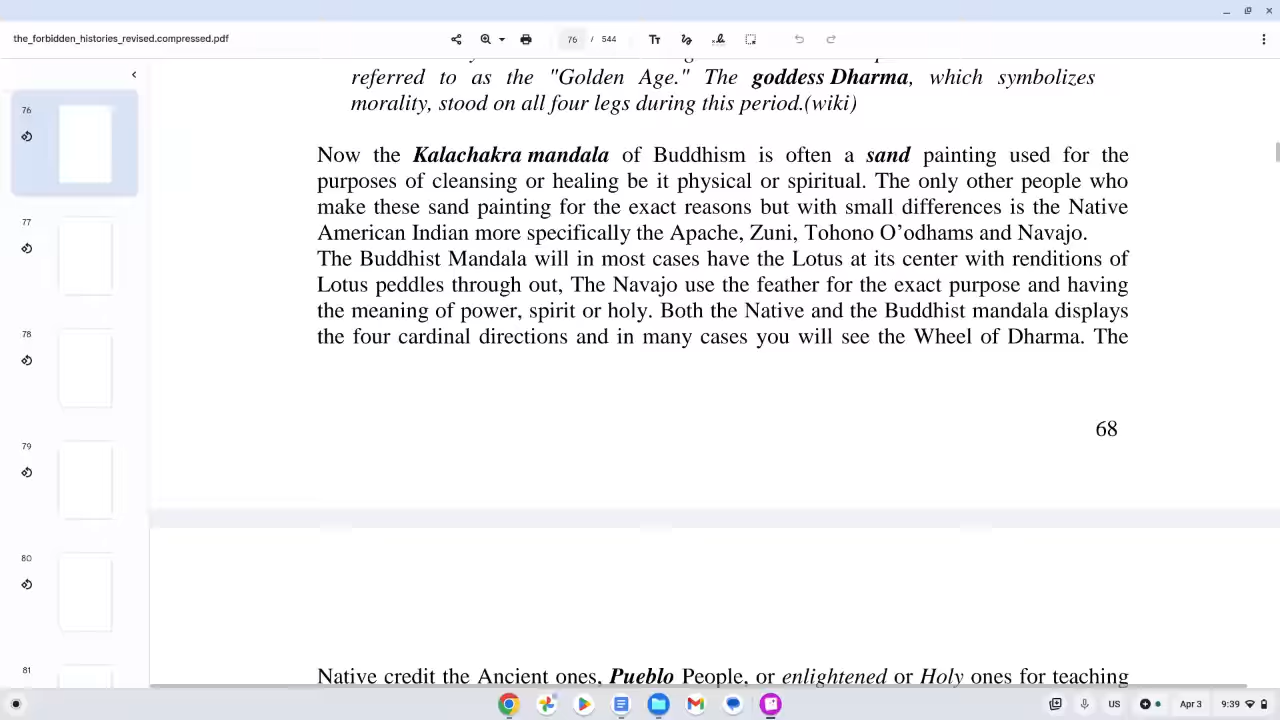 the_forbidden_histories_revised.compressed.pdf
76 / 544
referred to as the "Golden Age." The goddess Dharma, which symbolizes
morality, stood on all four legs during this period.(wiki)
Now the Kalachakra mandala of Buddhism is often a sand painting used for the
purposes of cleansing or healing be it physical or spiritual. The only other people who
make these sand painting for the exact reasons but with small differences is the Native
American Indian more specifically the Apache, Zuni, Tohono O’odhams and Navajo.
The Buddhist Mandala will in most cases have the Lotus at its center with renditions of
Lotus peddles through out, The Navajo use the feather for the exact purpose and having
the meaning of power, spirit or holy. Both the Native and the Buddhist mandala displays
the four cardinal directions and in many cases you will see the Wheel of Dharma. The
68
Native credit the Ancient ones, Pueblo People, or enlightened or Holy ones for teaching
76
77
78
79
80
81
US
Apr 3
9:39